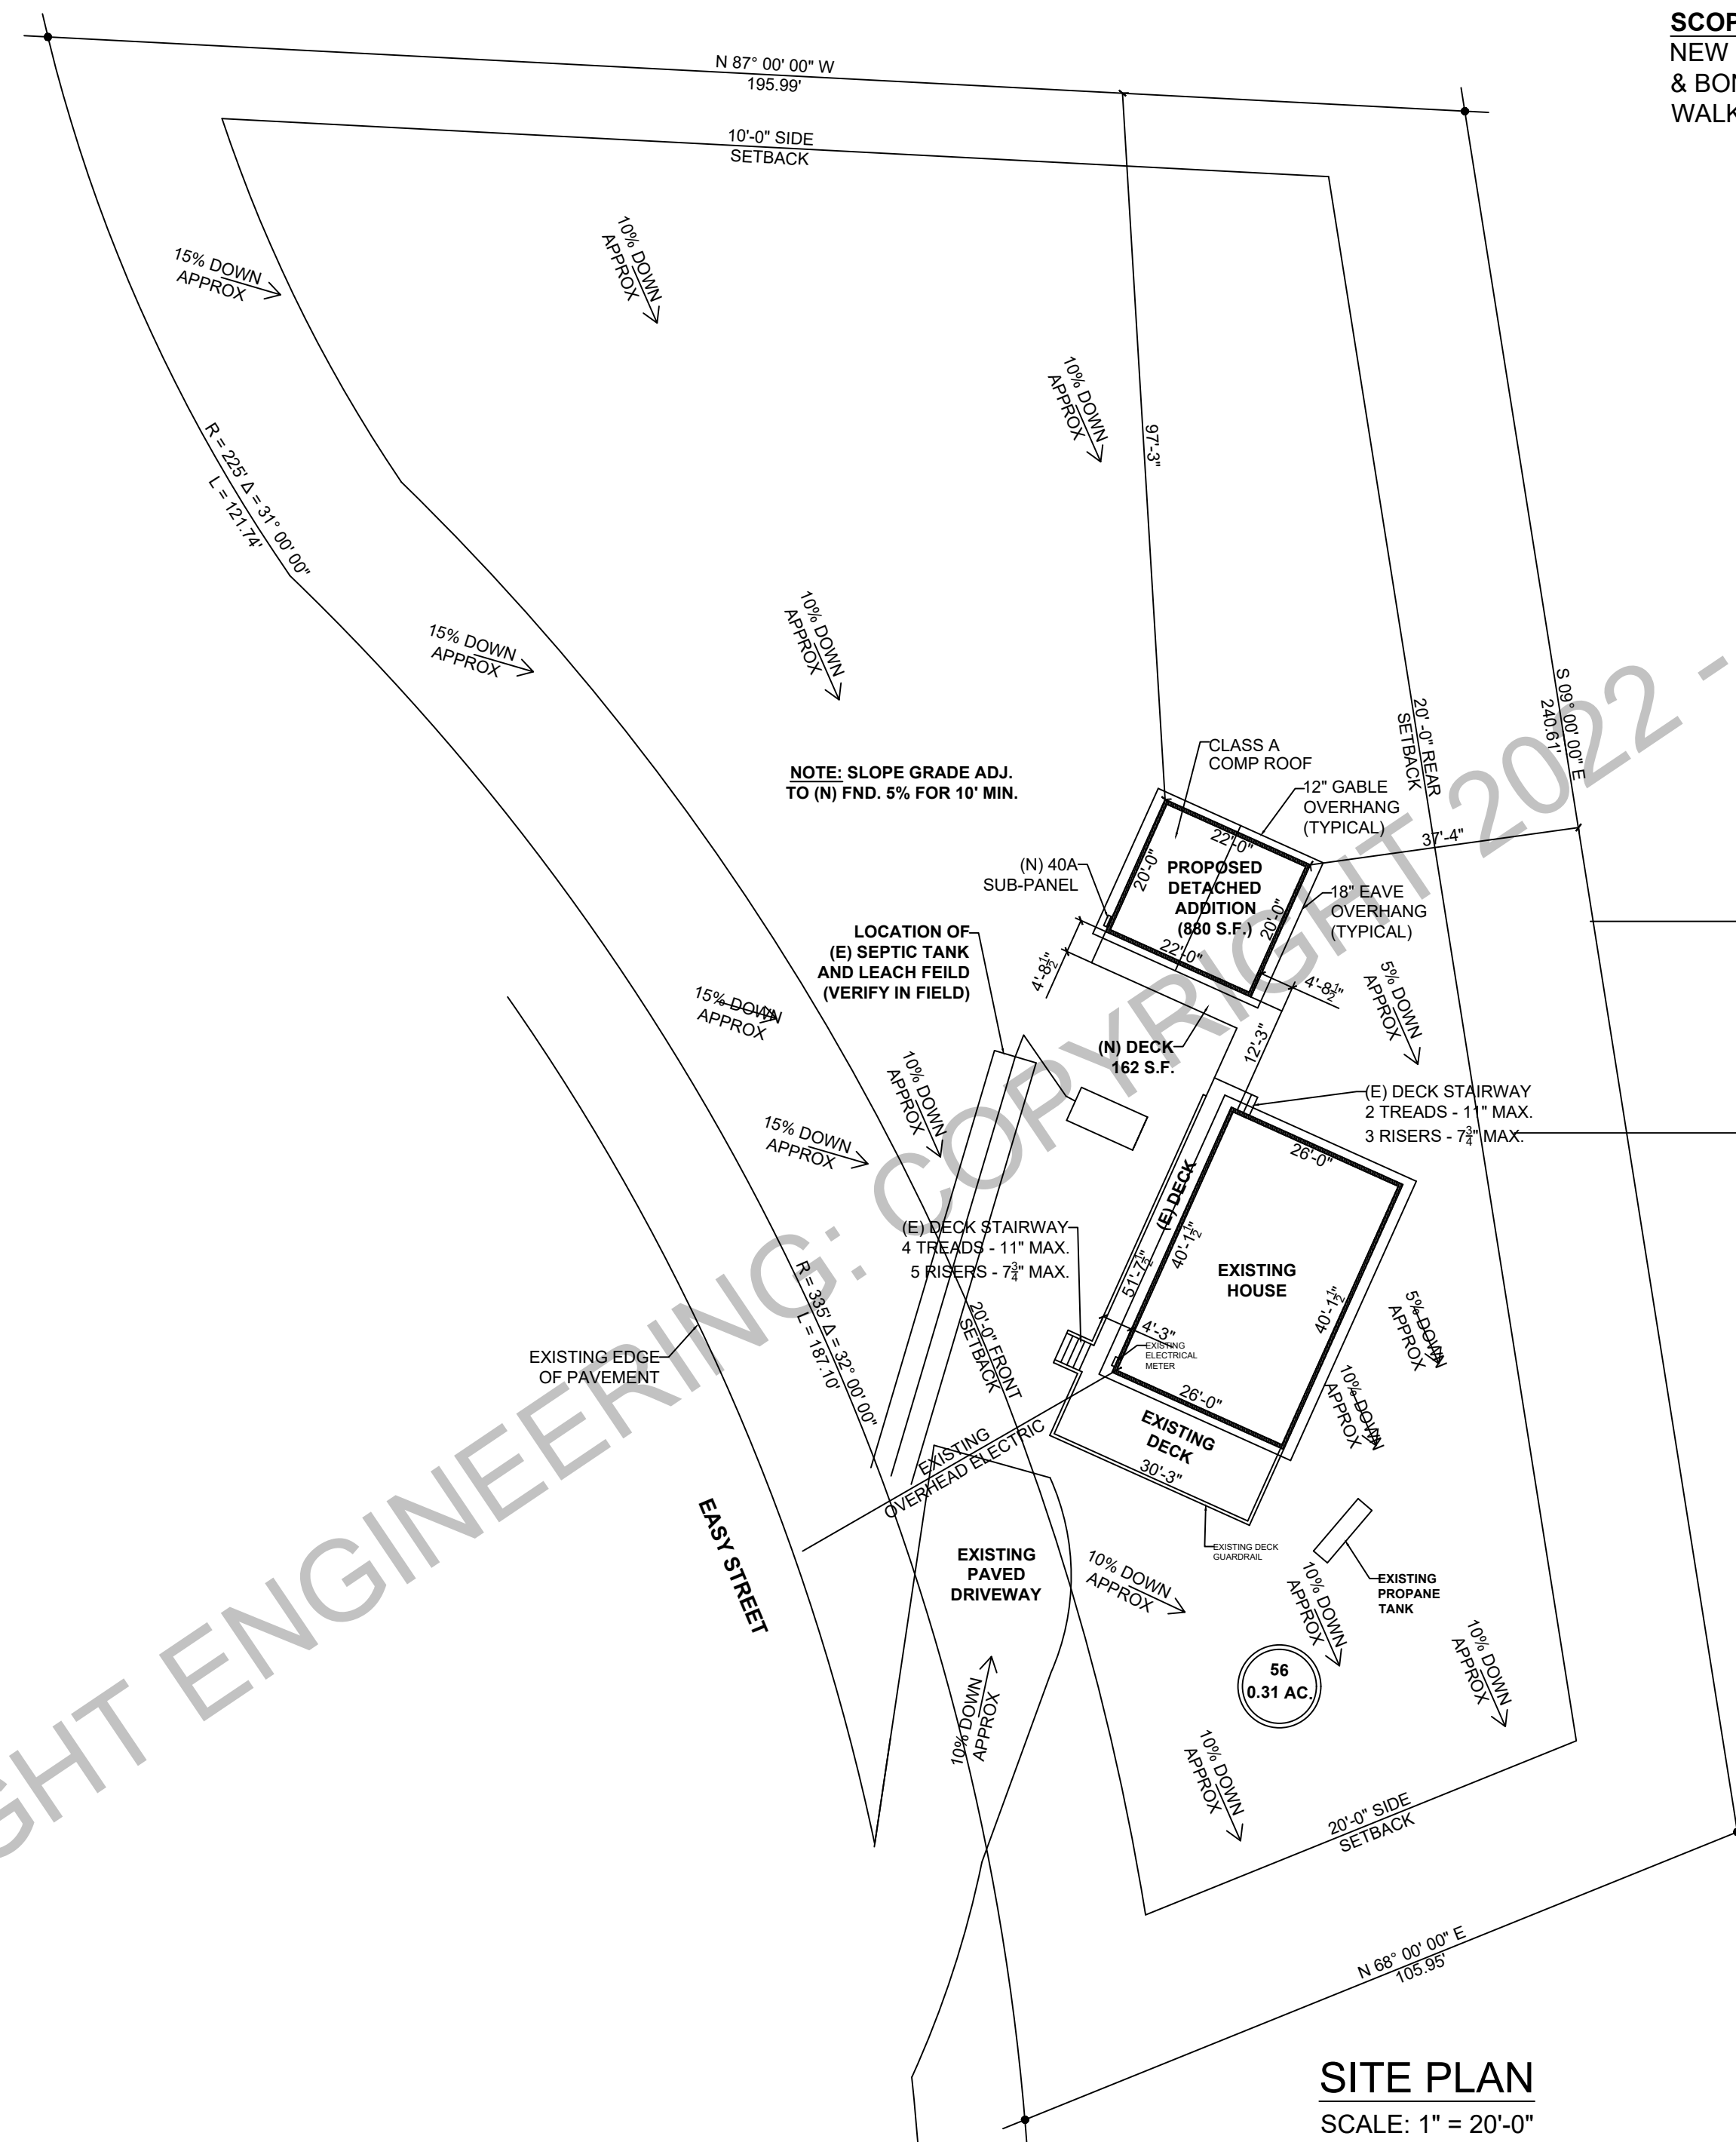 SCOP
NEW
& BON
WALK
N 87° 00' 00" W
195.99'
10'-0" SIDE
SETBACK
15% DOWN
APPROX
10% DOWN
APPROX
10% DOWN
APPROX
97'-3"
R = 225' Δ = 31° 00' 00"
L = 121.74'
15% DOWN
APPROX
10% DOWN
APPROX
20' -0" REAR
SETBACK
S 09° 00' 00" E
240.61'
NOTE: SLOPE GRADE ADJ.
TO (N) FND. 5% FOR 10' MIN.
CLASS A
COMP ROOF
12" GABLE
OVERHANG
(TYPICAL)
37'-4"
22'-0"
20'-0"
PROPOSED
DETACHED
ADDITION
(880 S.F.)
20'-0"
22'-0"
(N) 40A
SUB-PANEL
18" EAVE
OVERHANG
(TYPICAL)
LOCATION OF
(E) SEPTIC TANK
AND LEACH FEILD
(VERIFY IN FIELD)
4'-8½"
4'-8½"
5% DOWN
APPROX
15% DOWN
APPROX
12'-3"
(N) DECK
162 S.F.
10% DOWN
APPROX
(E) DECK STAIRWAY
2 TREADS - 11" MAX.
3 RISERS - 7¾" MAX.
15% DOWN
APPROX
26'-0"
(E) DECK
(E) DECK STAIRWAY
4 TREADS - 11" MAX.
5 RISERS - 7¾" MAX.
51'-7½"
40'-1½"
EXISTING
HOUSE
40'-1½"
5% DOWN
APPROX
R = 335' Δ = 32° 00' 00"
L = 187.10'
20'-0" FRONT
SETBACK
4'-3"
EXISTING
ELECTRICAL
METER
EXISTING EDGE
OF PAVEMENT
26'-0"
10% DOWN
APPROX
EXISTING
DECK
30'-3"
EXISTING
OVERHEAD ELECTRIC
EASY STREET
EXISTING DECK
GUARDRAIL
EXISTING
PAVED
DRIVEWAY
10% DOWN
APPROX
10% DOWN
APPROX
EXISTING
PROPANE
TANK
10% DOWN
APPROX
56
0.31 AC.
10% DOWN
APPROX
10% DOWN
APPROX
20'-0" SIDE
SETBACK
N 68° 00' 00" E
105.95'
SITE PLAN
SCALE: 1" = 20'-0"
GHT ENGINEERING: COPYRIGHT 2022 -